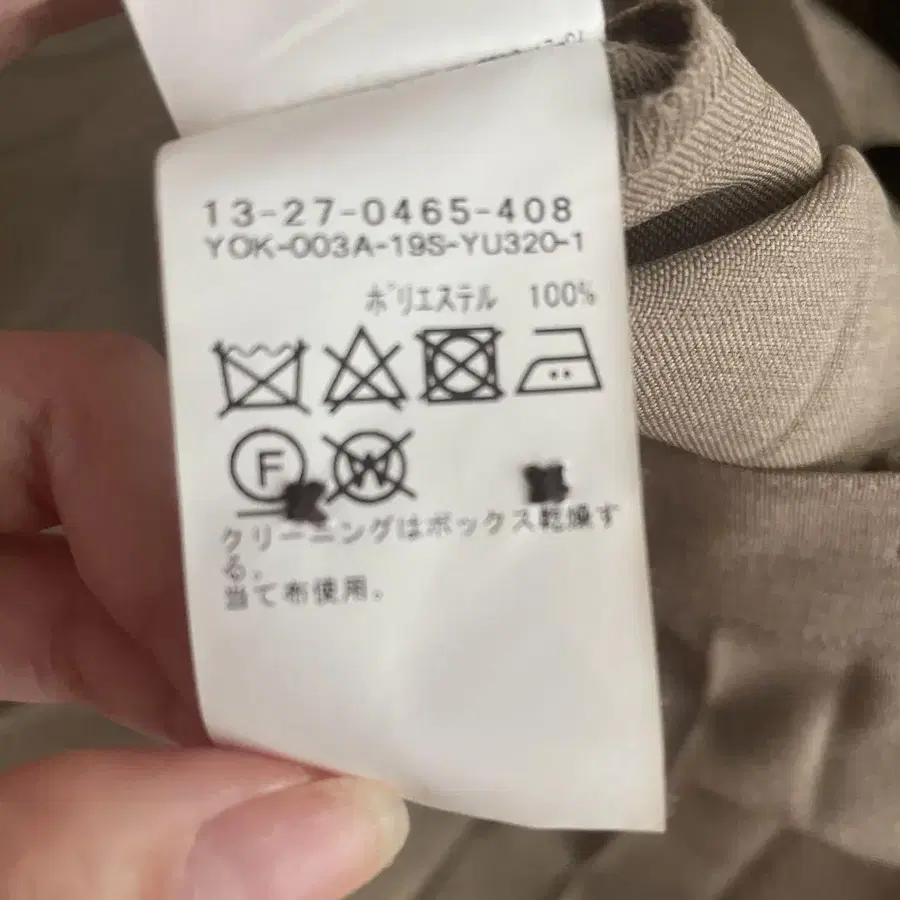 13-27-0465-408
YOK-003A-19S-YU320-1
ポリエステル 100%
F W
クリーニングはボックス乾燥す
る。
当て布使用。